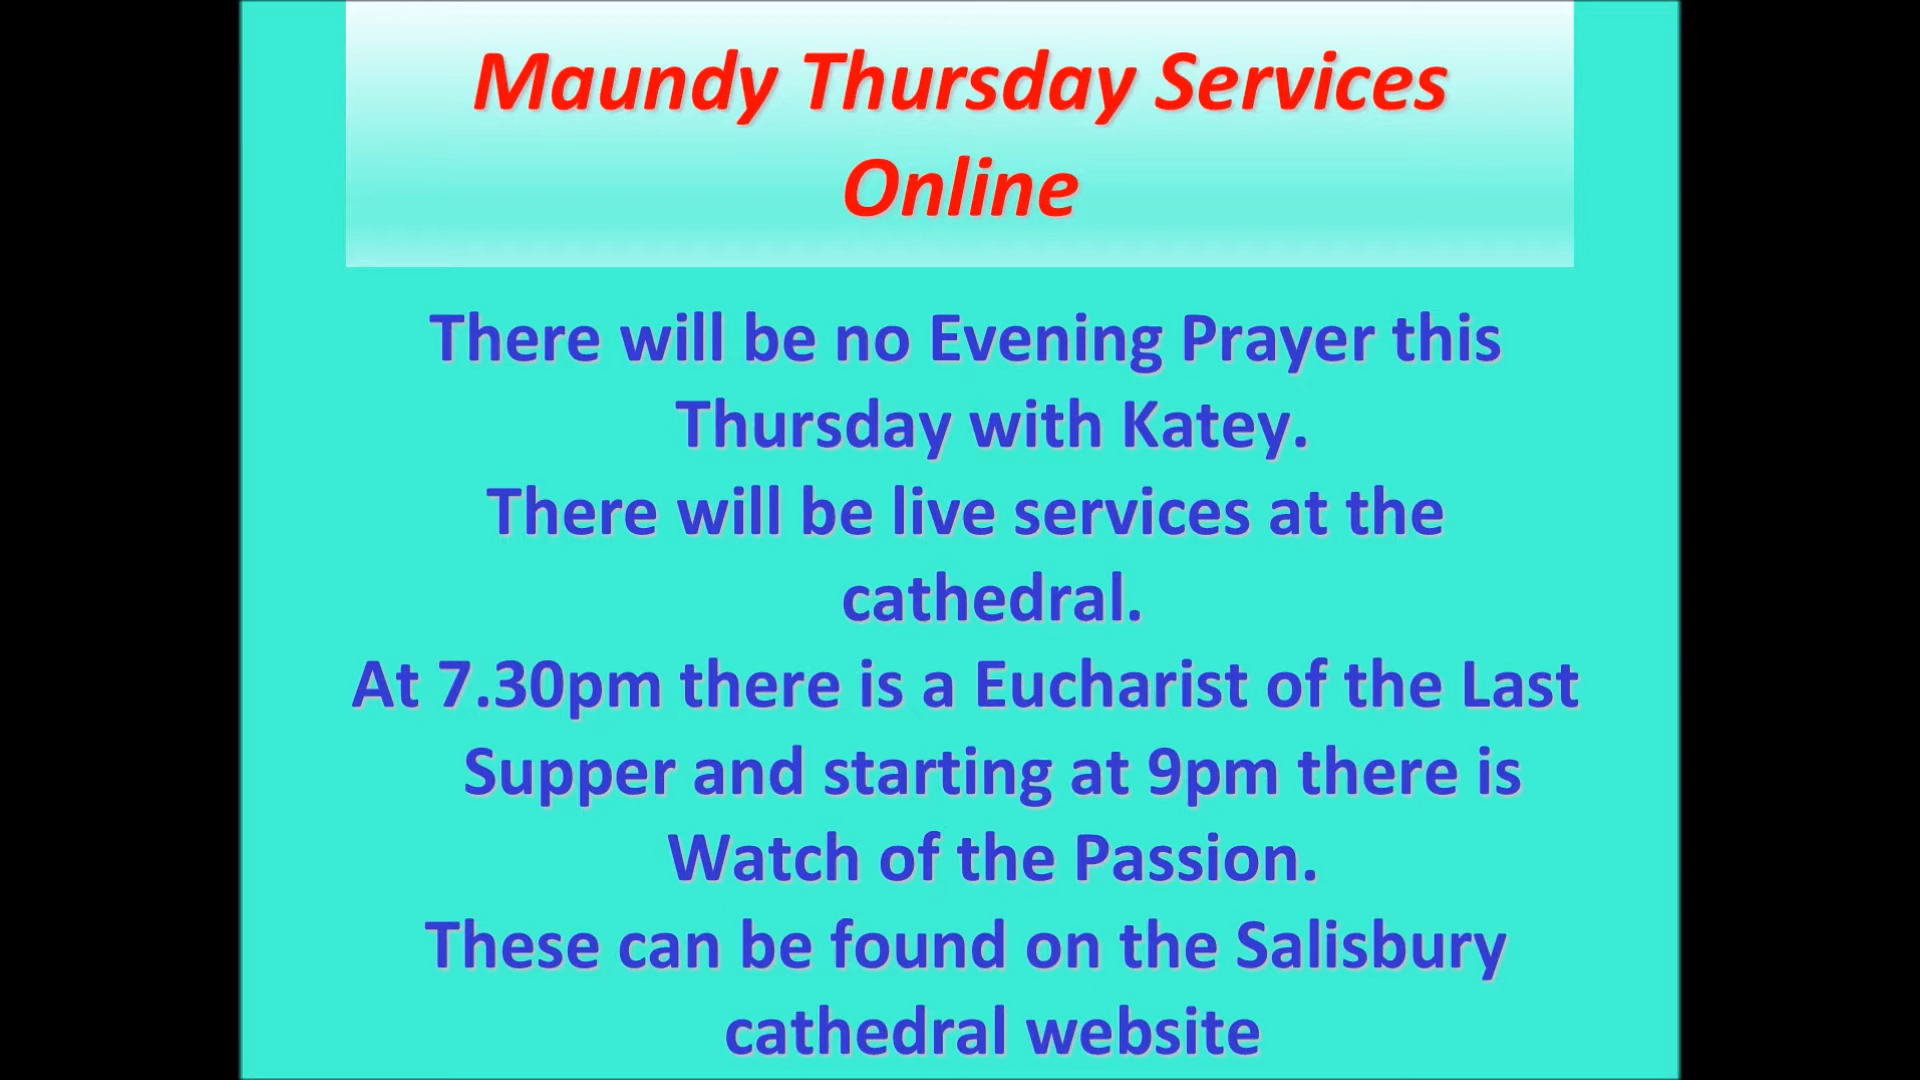 Maundy Thursday Services
Online
There will be no Evening Prayer this
Thursday with Katey.
There will be live services at the
cathedral.
At 7.30pm there is a Eucharist of the Last
Supper and starting at 9pm there is
Watch of the Passion.
These can be found on the Salisbury
cathedral website